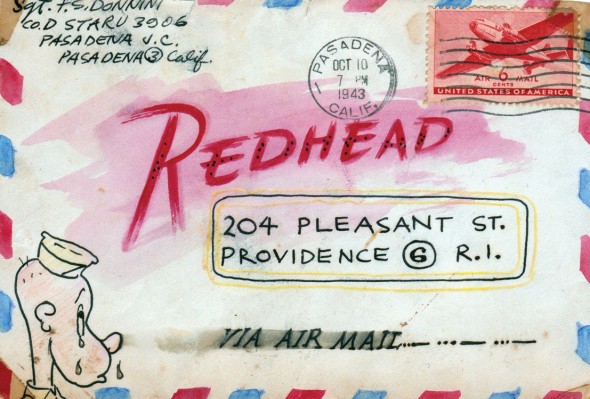 Sgt. F.S. DONNINI
CO.D STARU 3906
PASADENA J.C.
PASADENA ③ Calif.
PASADENA
OCT 10
7 PM
1943
CALIF.
AIR 6 MAIL
CENTS
UNITED STATES OF AMERICA
REDHEAD
204 PLEASANT ST.
PROVIDENCE ⑥ R.I.
VIA AIR MAIL